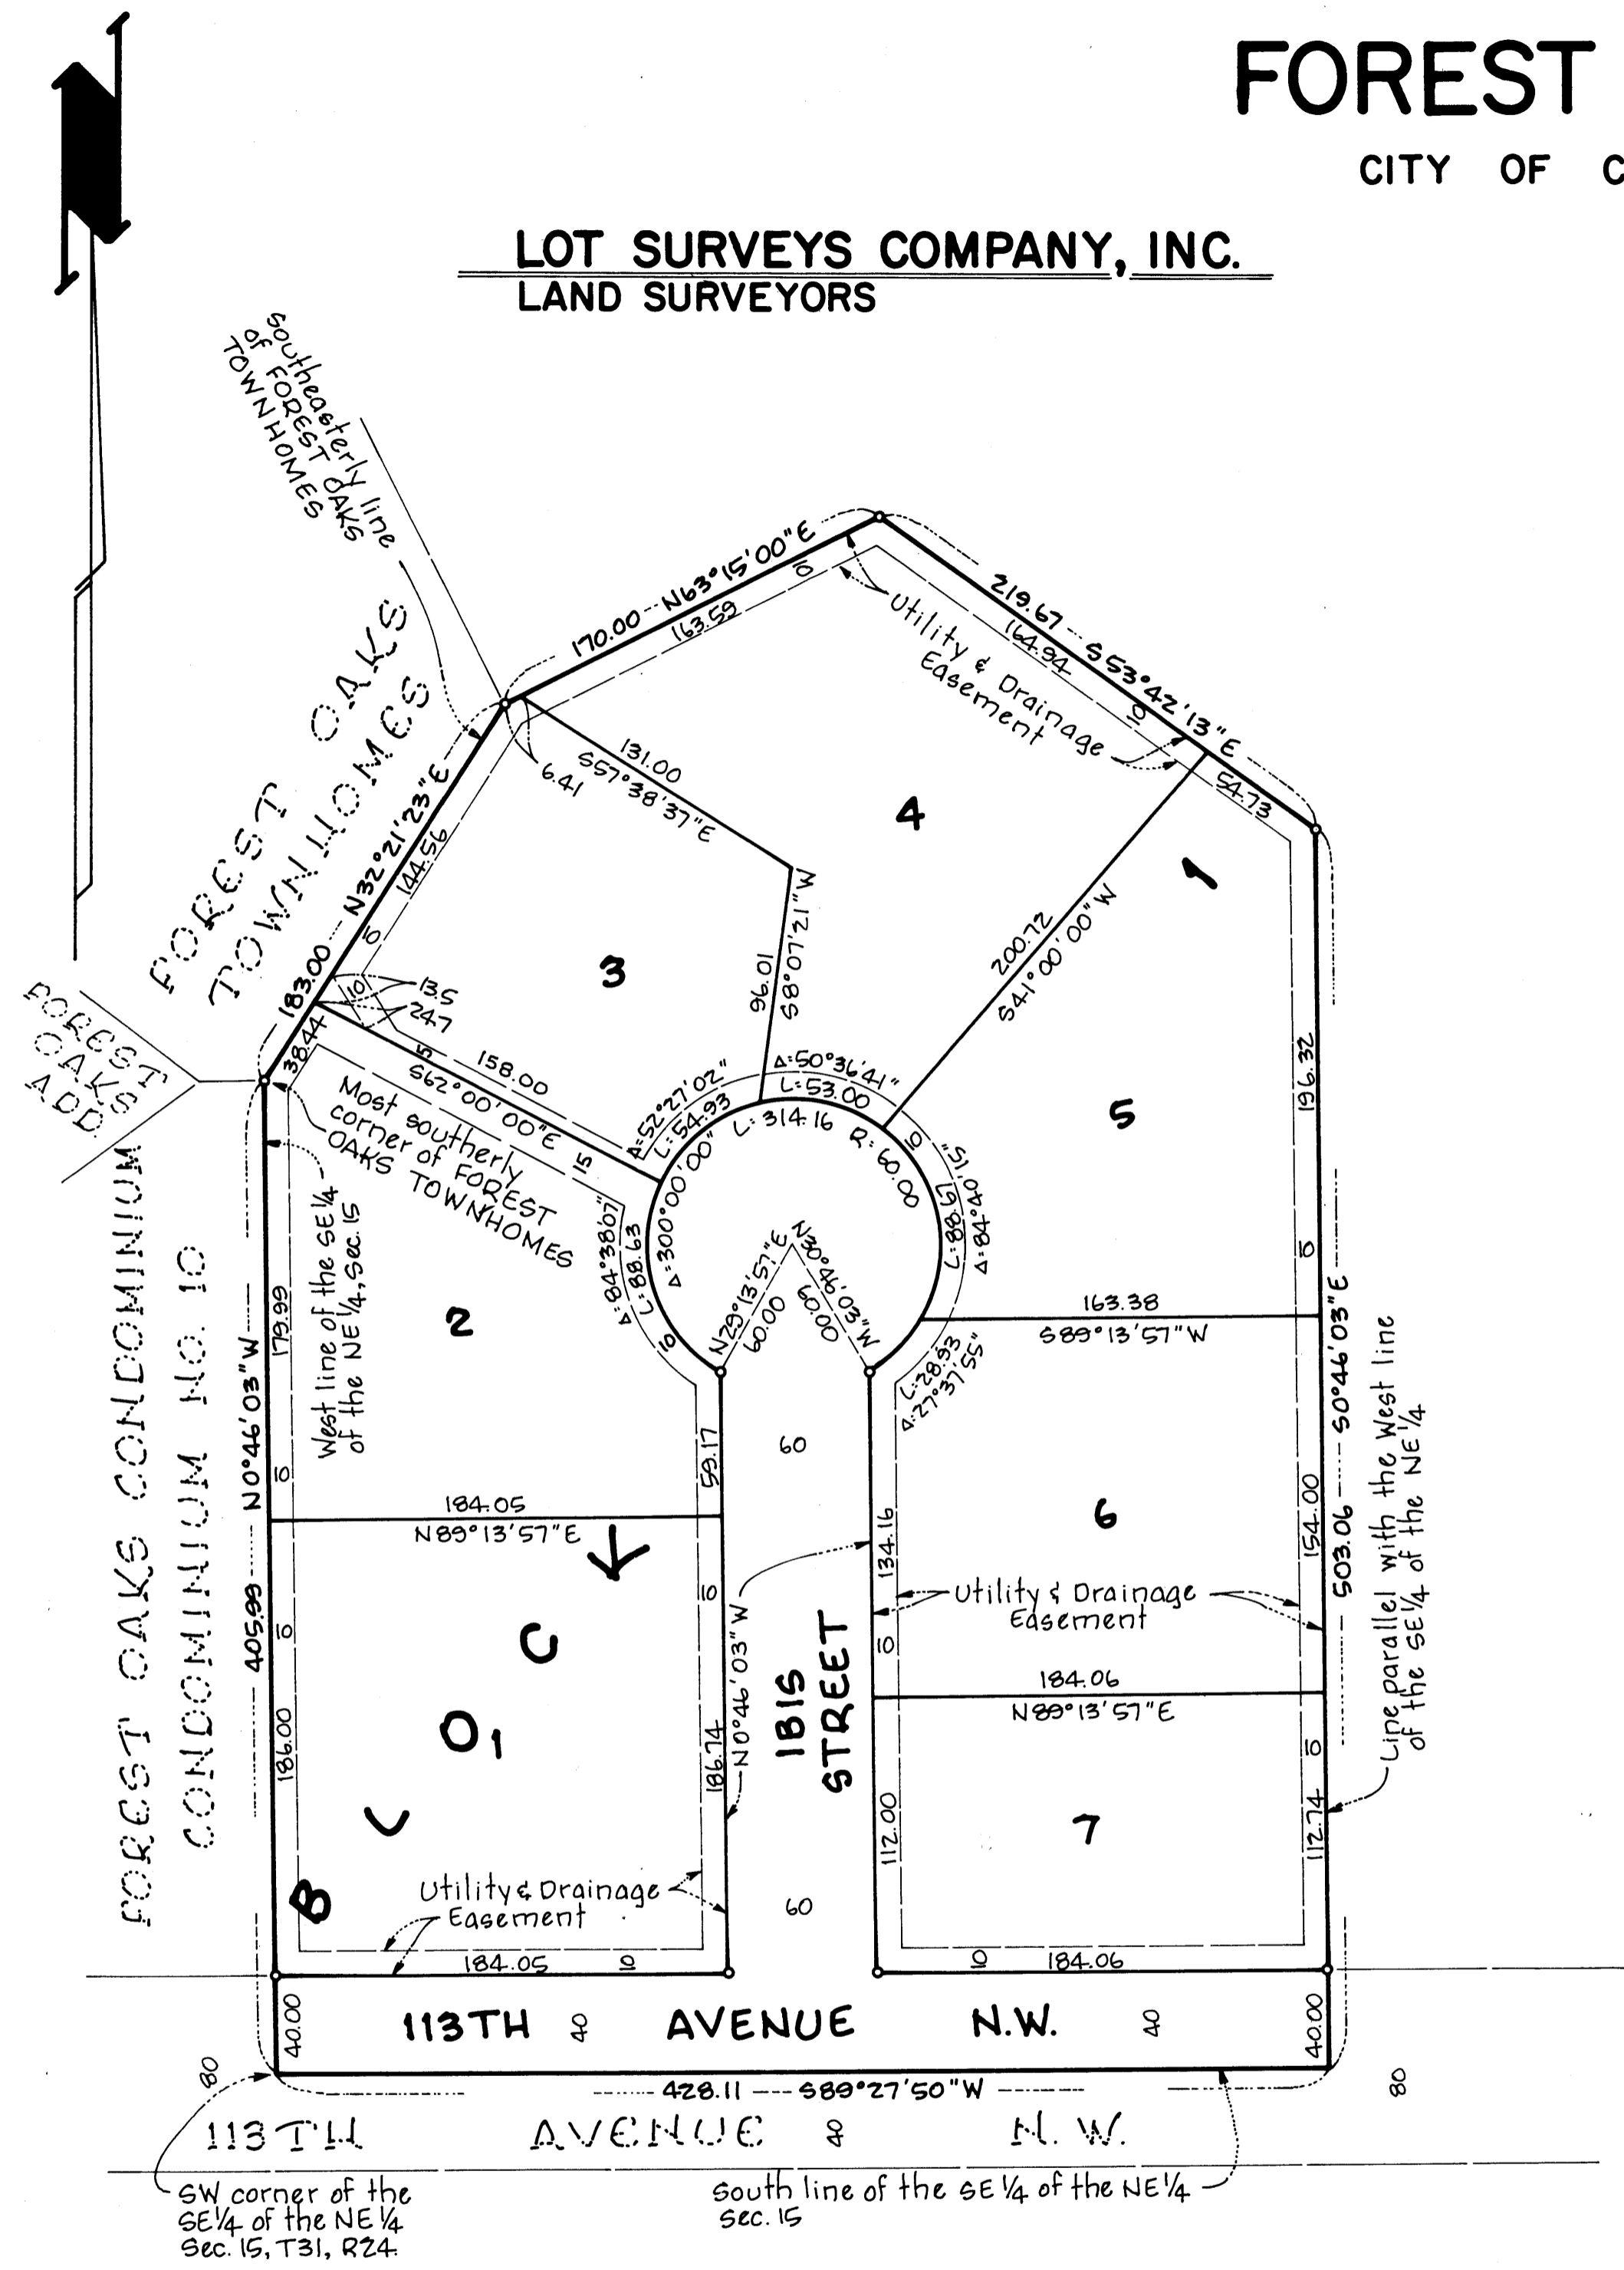 FOREST
CITY OF C
LOT SURVEYS COMPANY, INC.
LAND SURVEYORS
Southeasterly line
of FOREST OAKS
TOWNHOMES
170.00 -- N63°15'00"E
163.59
10
219.67 -- S53°42'13"E
164.94
10
54.73
Utility & Drainage
Easement
FOREST OAKS
TOWNHOMES
183.00 --- N32°21'23"E
144.56
10
38.44
6.41
131.00
S57°38'37"E
4
1
3
96.01
S8°07'21"W
200.72
S41°00'00"W
13.5
24.7
10
5
158.00
S62°00'00"E
15
FOREST
OAKS
ADD.
Most southerly
corner of FOREST
OAKS TOWNHOMES
Δ=52°27'02"
L=54.93
Δ=50°36'41"
L=53.00
L=314.16
R=60.00
Δ=300°00'00"
10
L=88.67
Δ=84°40'15"
Δ=84°38'07"
L=88.63
10
N29°13'57"E
60.00
N30°46'03"W
60.00
L=28.93
Δ=27°37'55"
5
196.32
10
163.38
S89°13'57"W
2
179.99
10
West line of the SE1/4
of the NE1/4, Sec. 15
59.17
60
184.05
N89°13'57"E
FOREST OAKS CONDOMINIUM
CONDOMINIUM NO. 10
405.99 ---- N0°46'03"W
503.06 --- S0°46'03"E
Line parallel with the West line
of the SE1/4 of the NE1/4
6
134.16
154.00
10
Utility & Drainage
Easement
184.06
N89°13'57"E
10
BLOC
1
10
186.00
10
186.74
N0°46'03"W
IBIS
STREET
112.00
7
112.74
Utility & Drainage
Easement
60
184.05
10
10
184.06
40.00
113TH
40
AVENUE
N.W.
40
40.00
80
428.11 --- S89°27'50"W
80
113TH AVENUE
40
N. W.
SW corner of the
SE1/4 of the NE1/4
Sec. 15, T31, R24.
South line of the SE1/4 of the NE1/4
Sec. 15